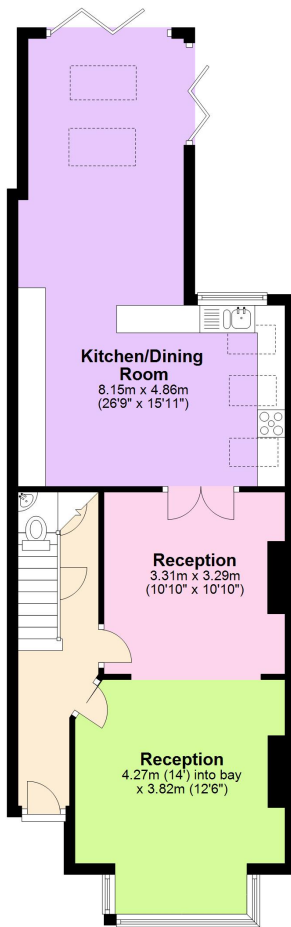 Kitchen/Dining
Room
8.15m x 4.86m
(26'9" x 15'11")
Reception
3.31m x 3.29m
(10'10" x 10'10")
Reception
4.27m (14') into bay
x 3.82m (12'6")